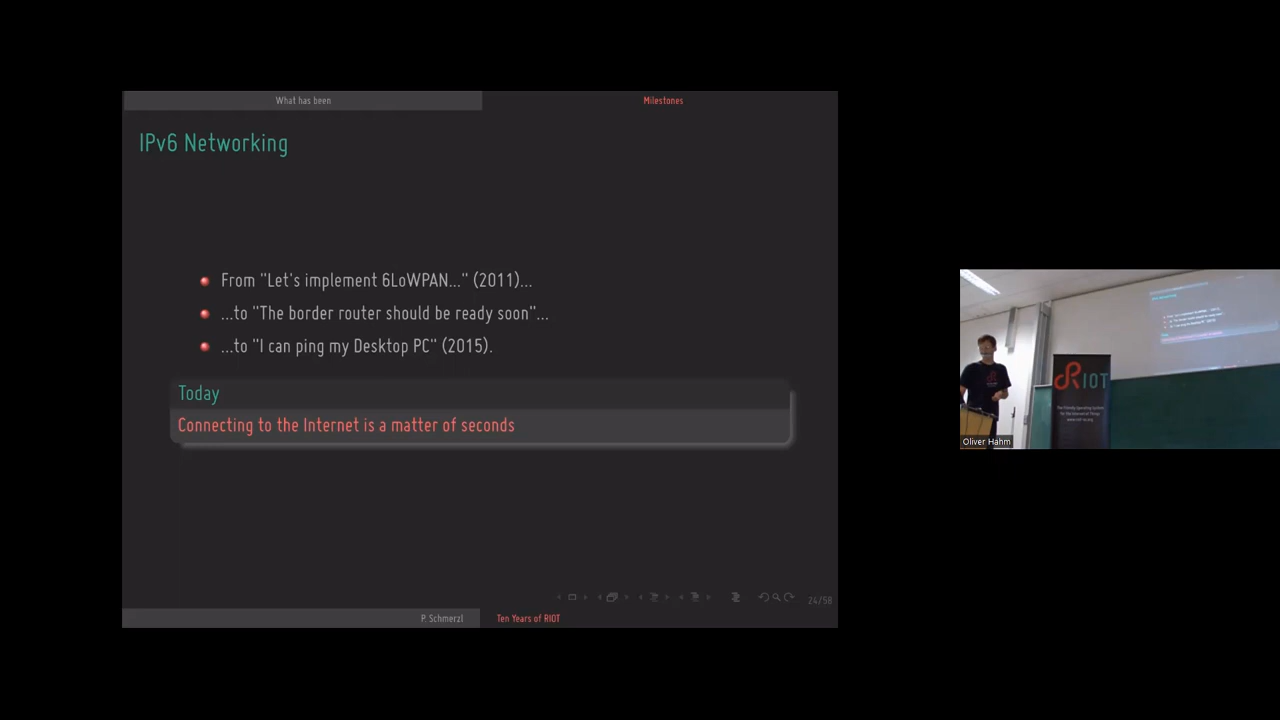 What has been
Milestones
IPv6 Networking
From "Let's implement 6LoWPAN..." (2011)...
...to "The border router should be ready soon"...
...to "I can ping my Desktop PC" (2015).
Today
Connecting to the Internet is a matter of seconds
24/58
P. Schmerzl
Ten Years of RIOT
RIOT
Oliver Hahm